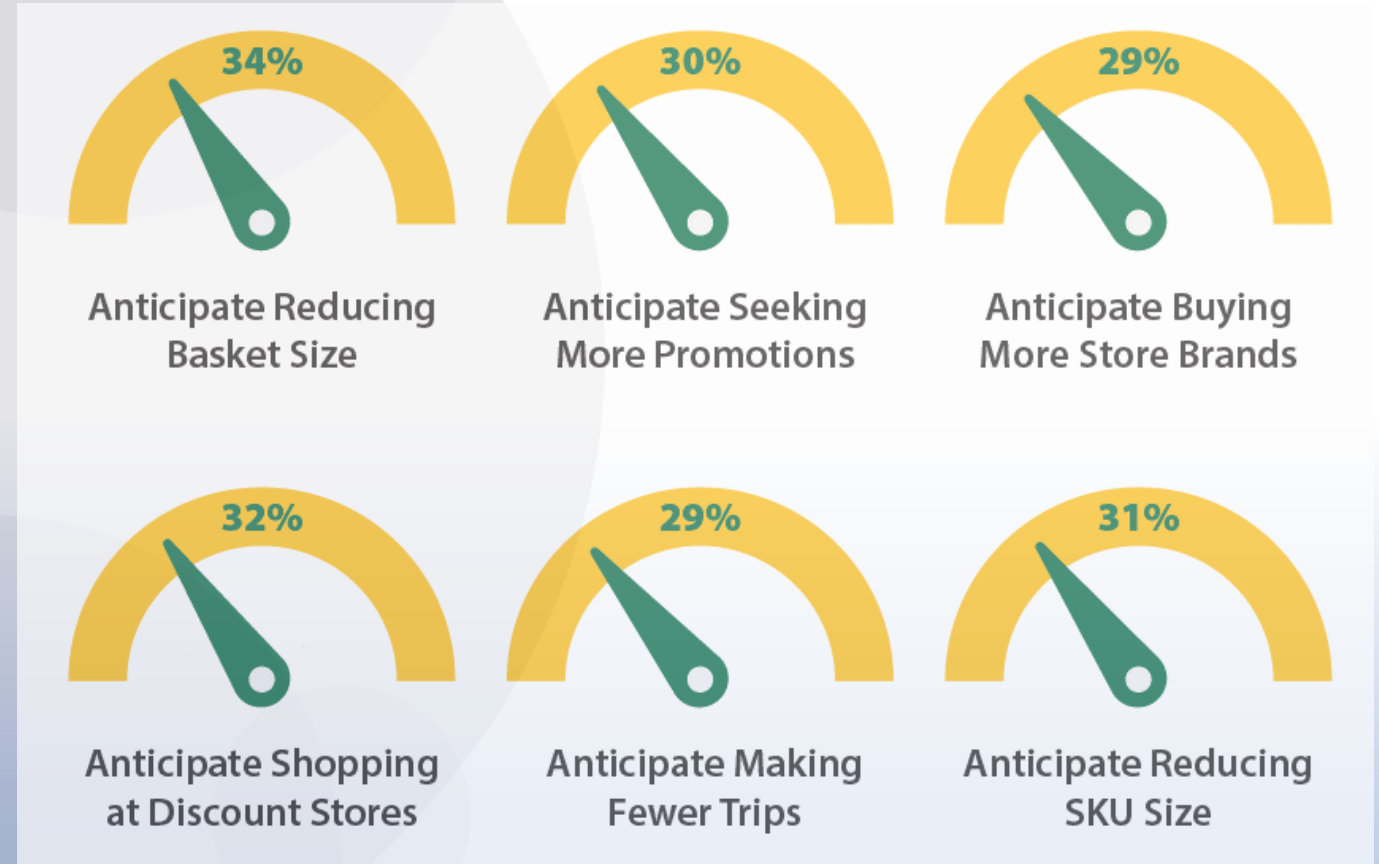 34%
Anticipate Reducing
Basket Size
30%
Anticipate Seeking
More Promotions
29%
Anticipate Buying
More Store Brands
32%
Anticipate Shopping
at Discount Stores
29%
Anticipate Making
Fewer Trips
31%
Anticipate Reducing
SKU Size